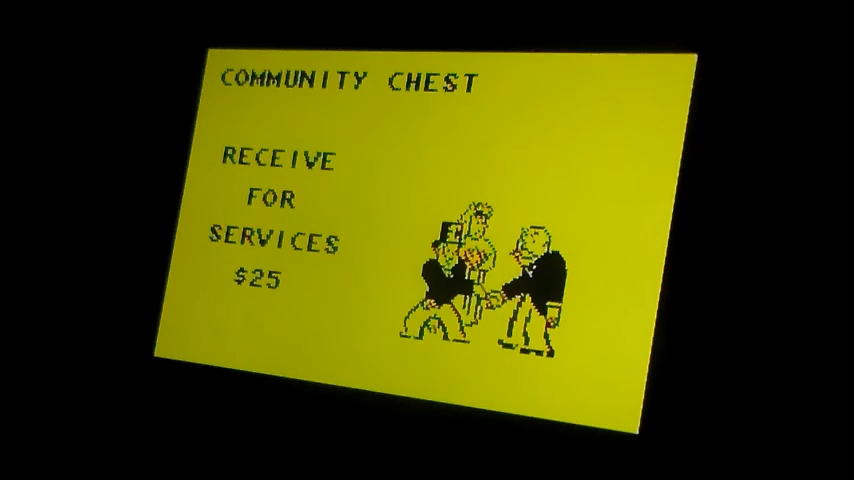 COMMUNITY CHEST
RECEIVE
FOR
SERVICES
$25